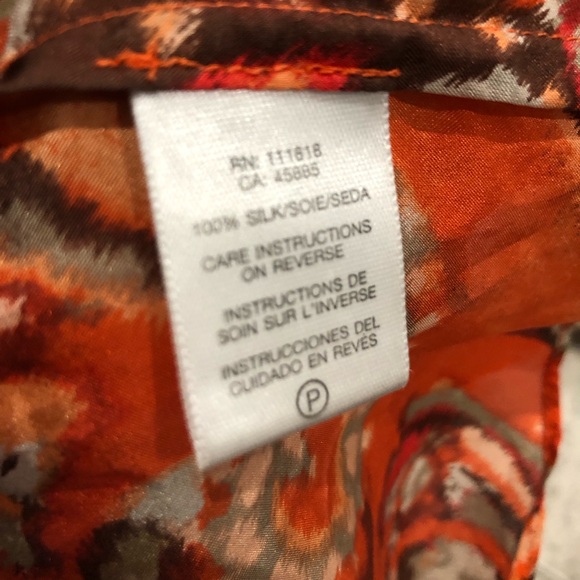 RN: 111818
CA: 45885
100% SILK/SOIE/SEDA
CARE INSTRUCTIONS
ON REVERSE
INSTRUCTIONS DE
SOIN SUR L'INVERSE
INSTRUCCIONES DEL
CUIDADO EN REVÉS
P